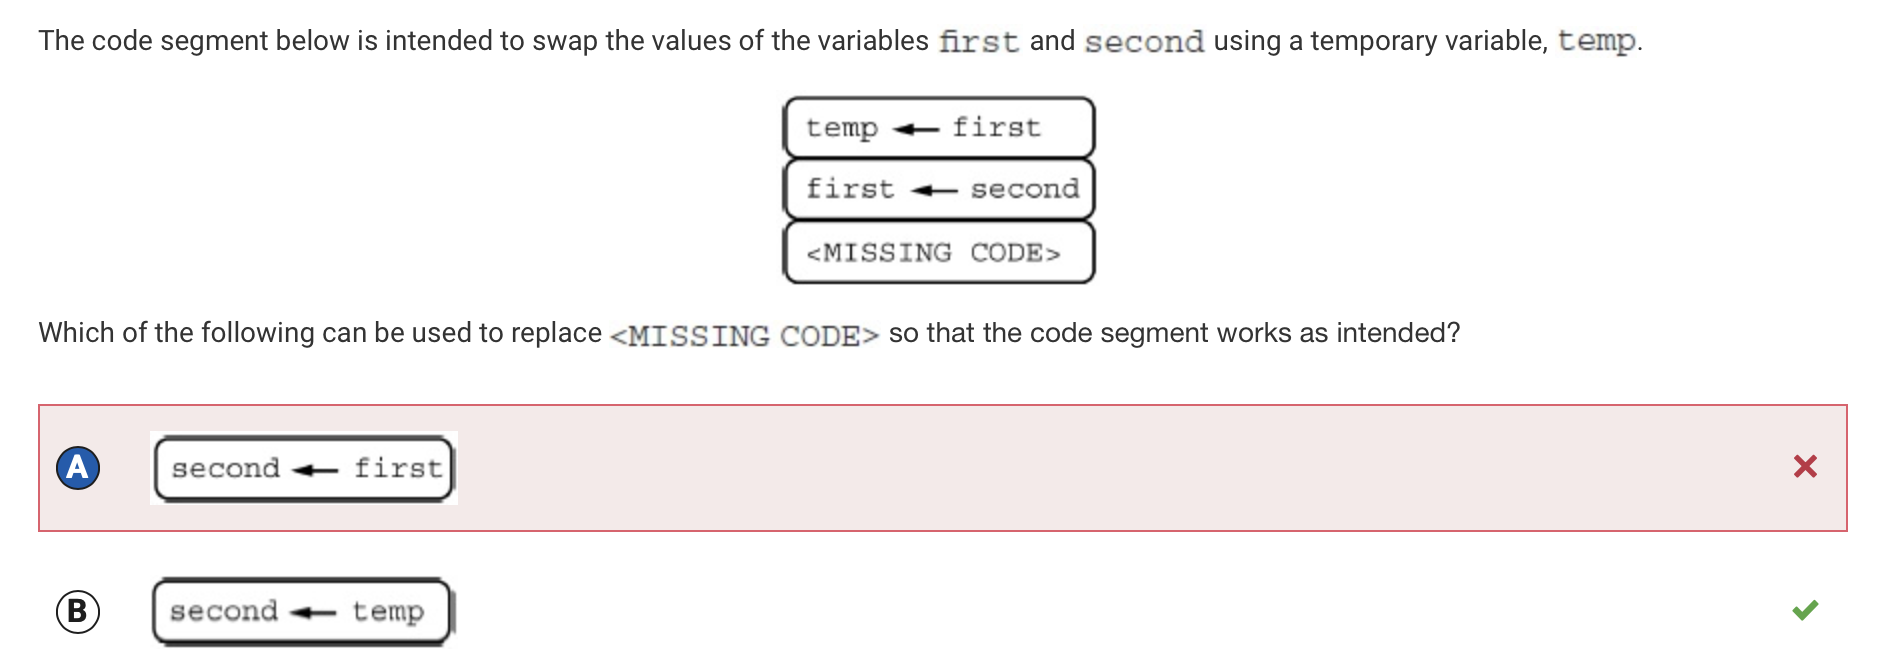 The code segment below is intended to swap the values of the variables first and second using a temporary variable, temp.
temp ← first
first ← second
<MISSING CODE>
Which of the following can be used to replace <MISSING CODE> so that the code segment works as intended?
A second ← first
B second ← temp